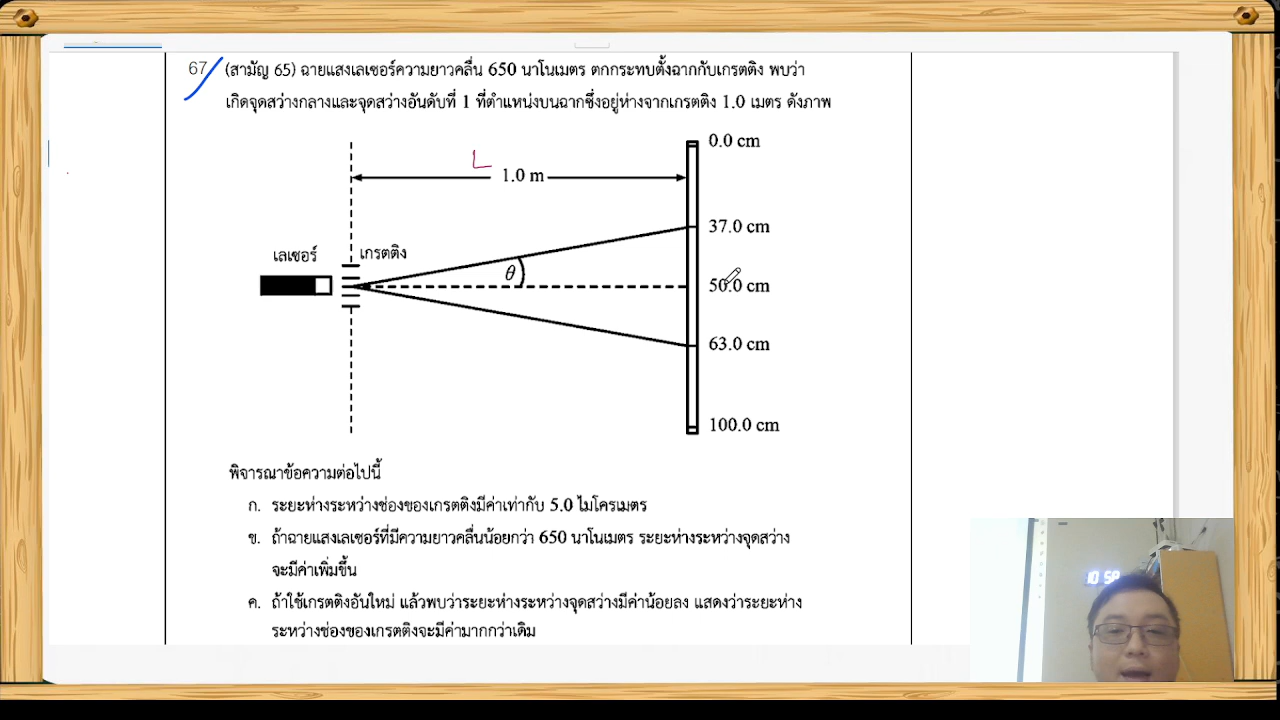 67 (สามัญ 65) ฉายแสงเลเซอร์ความยาวคลื่น 650 นาโนเมตร ตกกระทบตั้งฉากกับเกรตติง พบว่า
เกิดจุดสว่างกลางและจุดสว่างอันดับที่ 1 ที่ตำแหน่งบนฉากซึ่งอยู่ห่างจากเกรตติง 1.0 เมตร ดังภาพ
0.0 cm
L
1.0 m
37.0 cm
เลเซอร์
เกรตติง
θ
50.0 cm
63.0 cm
100.0 cm
พิจารณาข้อความต่อไปนี้
ก. ระยะห่างระหว่างช่องของเกรตติงมีค่าเท่ากับ 5.0 ไมโครเมตร
ข. ถ้าฉายแสงเลเซอร์ที่มีความยาวคลื่นน้อยกว่า 650 นาโนเมตร ระยะห่างระหว่างจุดสว่าง
จะมีค่าเพิ่มขึ้น
ค. ถ้าใช้เกรตติงอันใหม่ แล้วพบว่าระยะห่างระหว่างจุดสว่างมีค่าน้อยลง แสดงว่าระยะห่าง
ระหว่างช่องของเกรตติงจะมีค่ามากกว่าเดิม
10 59